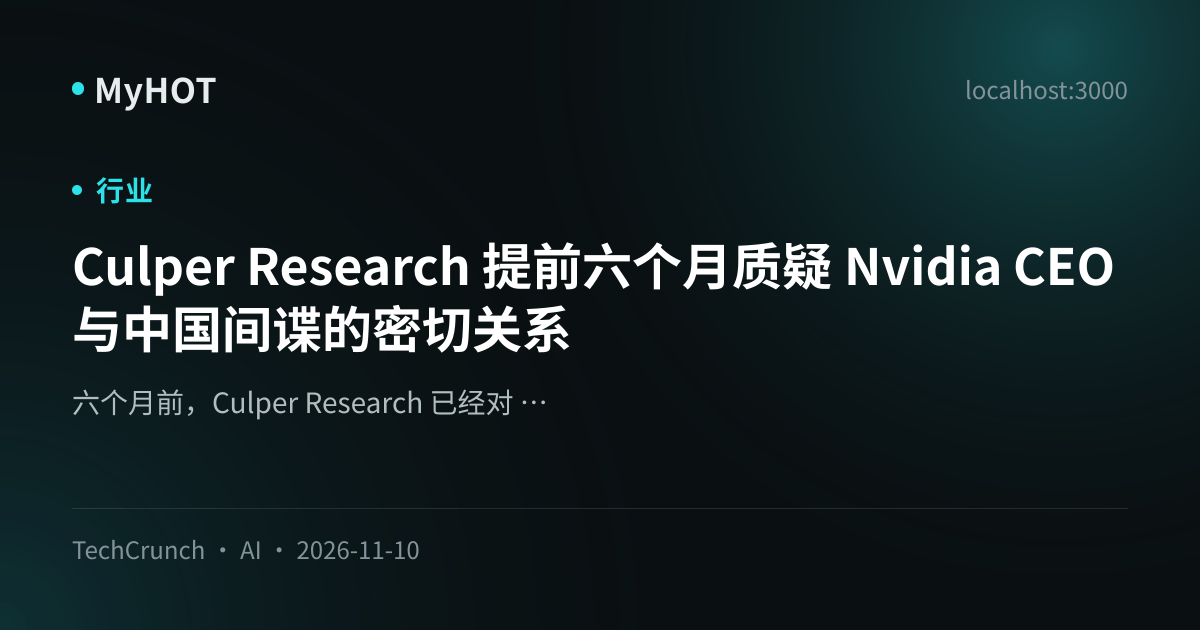 MyHOT
localhost:3000
行业
Culper Research 提前六个月质疑 Nvidia CEO
与中国间谍的密切关系
六个月前，Culper Research 已经对 …
TechCrunch · AI · 2026-11-10